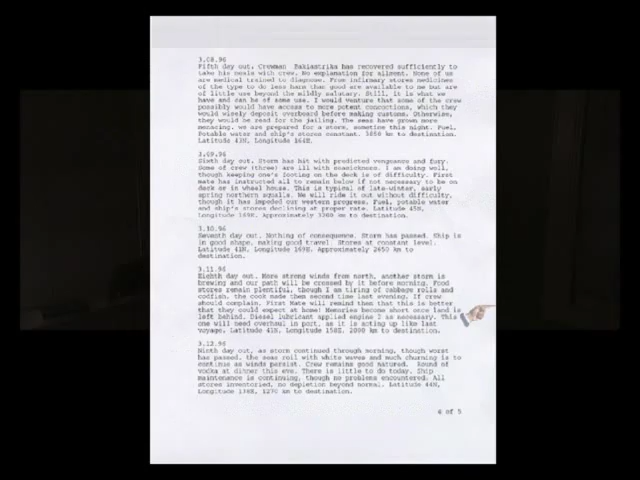 3.08.96
Fifth day out. Crewman Bakiastrika has recovered sufficiently to
take his meals with crew. No explanation for ailment. None of us
are medical trained to diagnose. From infirmary stores medicines
of the type to do less harm than good are available to me but are
of little use beyond the mildly salutary. Still, it is what we
have and can be of some use. I would venture that some of the crew
possibly would have access to more potent concoctions, which they
would wisely deposit overboard before making customs. Otherwise,
they would be read for the jailing. The seas have grown more
menacing. we are prepared for a storm, sometime this night. Fuel.
Potable water and ship's stores constant. 3850 km to destination.
Latitude 43N, Longitude 164E.
3.09.96
Sixth day out. Storm has hit with predicted vengeance and fury.
Some of crew (three) are ill with seasickness. I am doing well,
though keeping one's footing on the deck is of difficulty. First
mate has instructed all to remain below if not necessary to be on
deck or in wheel house. This is typical of late-winter, early
spring northern squalls. We will ride it out without difficulty,
though it has impeded our western progress. Fuel, potable water
and ship's stores declining at proper rate. Latitude 45N,
Longitude 169E. Approximately 3200 km to destination.
3.10.96
Seventh day out. Nothing of consequence. Storm has passed. Ship is
in good shape, making good travel. Stores at constant level.
Latitude 41N, Longitude 169E. Approximately 2650 km to
destination.
3.11.96
Eighth day out. More strong winds from north, another storm is
brewing and our path will be crossed by it before morning. Food
stores remain plentiful, though I am tiring of cabbage rolls and
codfish, the cook made them second time last evening. If crew
should complain, First Mate will remind them that this is better
that they could expect at home! Memories become short once land is
left behind. Diesel lubricant applied engine 2 as necessary. This
one will need overhaul in port, as it is acting up like last
voyage. Latitude 41N, Longitude 158E. 2000 km to destination.
3.12.96
Ninth day out, as storm continued through morning, though worst
has passed. the seas roil with white waves and much churning is to
continue as winds persist. Crew remains good natured. Round of
vodka at dinner this eve. There is little to do today. Ship
maintenance is continuing, though no problems encountered. All
stores inventoried, no depletion beyond normal. Latitude 44N,
Longitude 138E, 1270 km to destination.
4 of 5